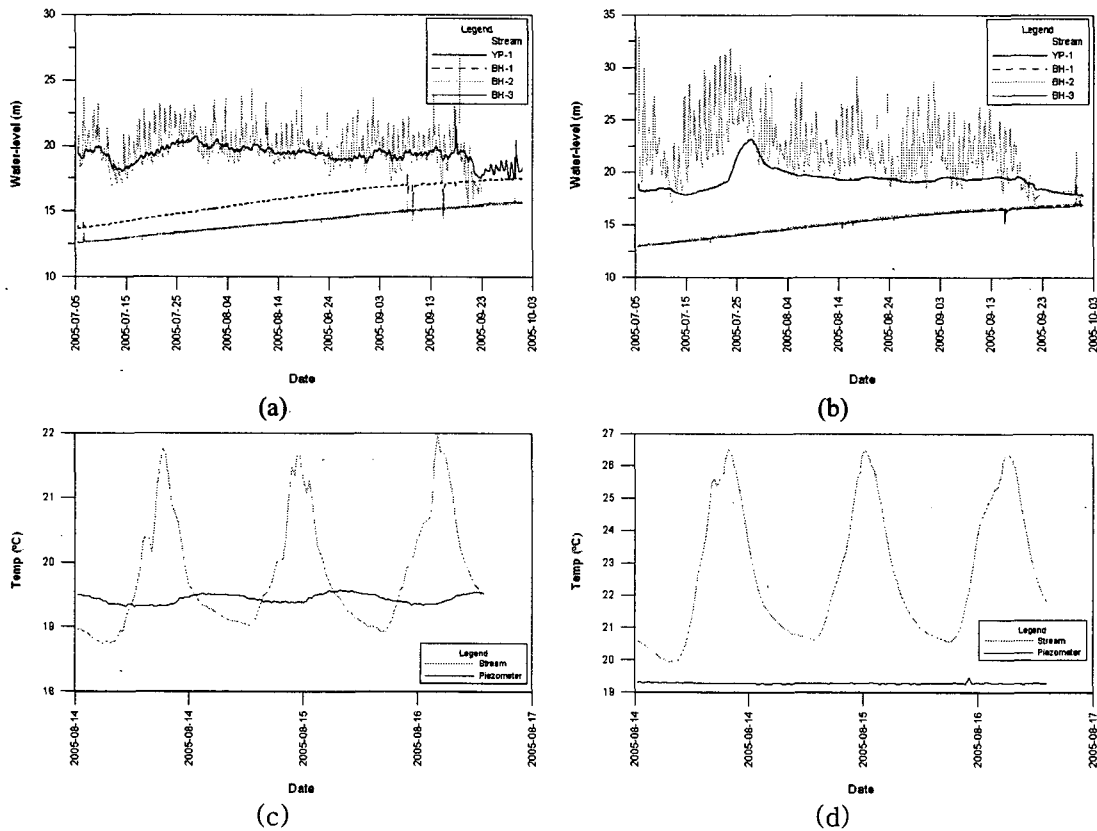 30
25
20
15
10
Water-level (m)
Legend
Stream
YP-1
BH-1
BH-2
BH-3
2005-07-05
2005-07-15
2005-07-25
2005-08-04
2005-08-14
2005-08-24
2005-09-03
2005-09-13
2005-09-23
2005-10-03
Date
(a)
35
30
25
20
15
10
Water-level (m)
Legend
Stream
YP-1
BH-1
BH-2
BH-3
2005-07-05
2005-07-15
2005-07-25
2005-08-04
2005-08-14
2005-08-24
2005-09-03
2005-09-13
2005-09-23
2005-10-03
Date
(b)
22
21
20
19
18
Temp (ºC)
Legend
Stream
Piezometer
2005-08-14
2005-08-14
2005-08-15
2005-08-16
2005-08-17
Date
(c)
27
26
25
24
23
22
21
20
19
Temp (ºC)
Legend
Stream
Piezometer
2005-08-14
2005-08-14
2005-08-15
2005-08-16
2005-08-17
Date
(d)